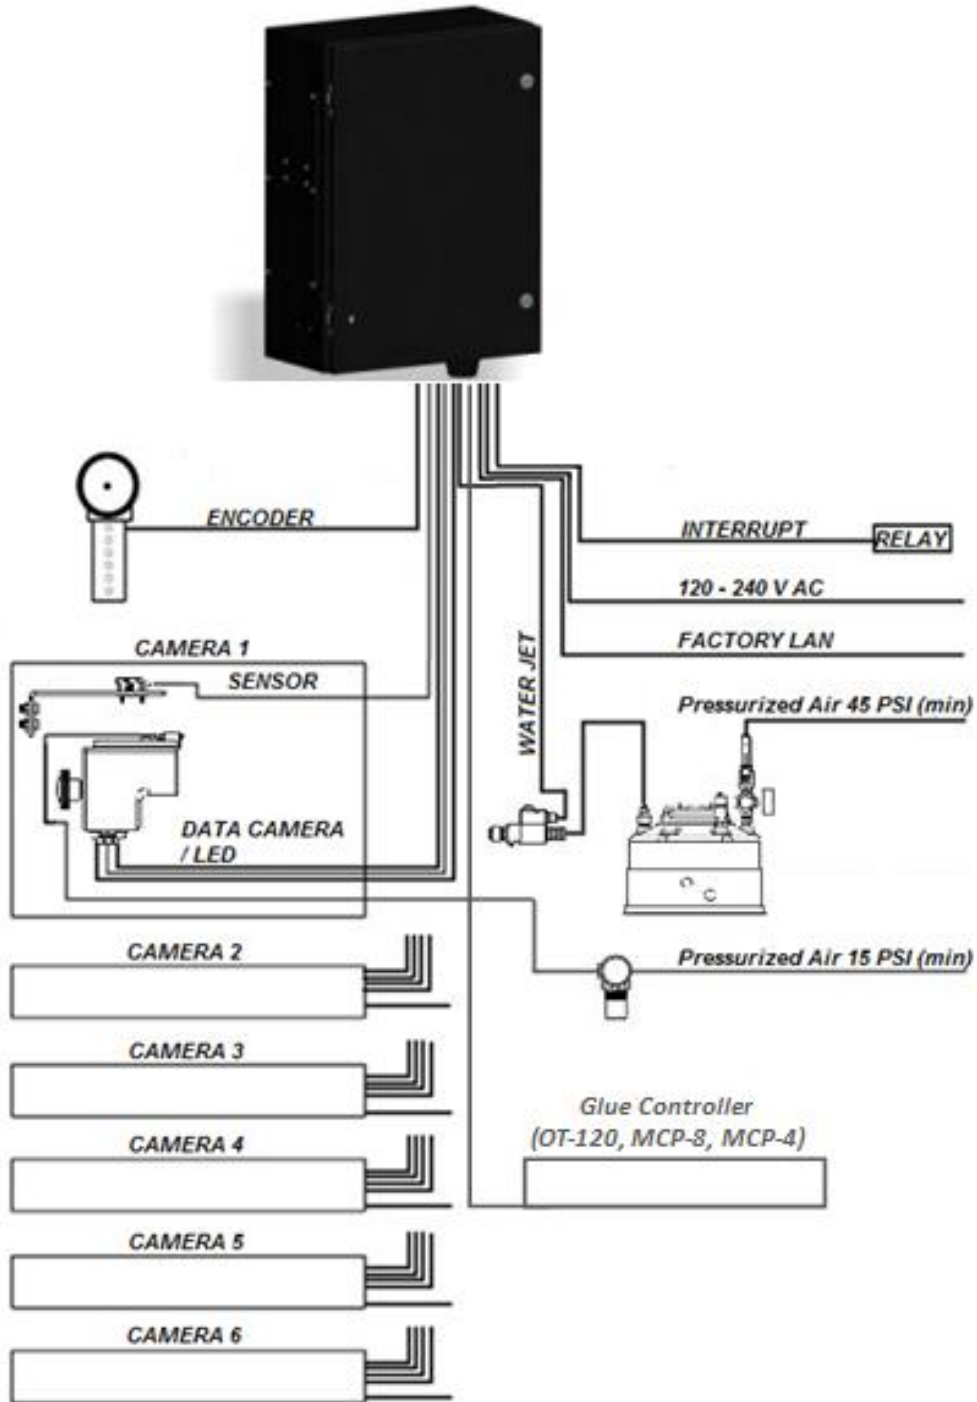 ENCODER
INTERRUPT
RELAY
120 - 240 V AC
CAMERA 1
FACTORY LAN
SENSOR
WATER JET
Pressurized Air 45 PSI (min)
DATA CAMERA
/ LED
CAMERA 2
Pressurized Air 15 PSI (min)
CAMERA 3
Glue Controller
(OT-120, MCP-8, MCP-4)
CAMERA 4
CAMERA 5
CAMERA 6